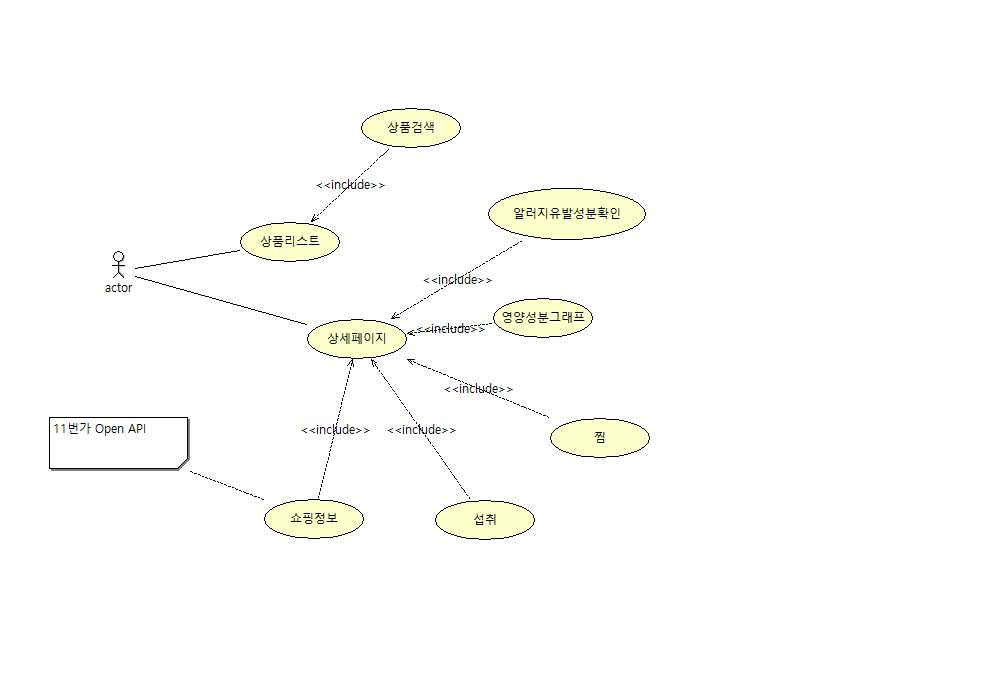 상품검색
<<include>>
알러지유발성분확인
상품리스트
<<include>>
actor
영양성분그래프
<<include>>
상세페이지
<<include>>
11번가 Open API
<<include>>
<<include>>
찜
쇼핑정보
섭취